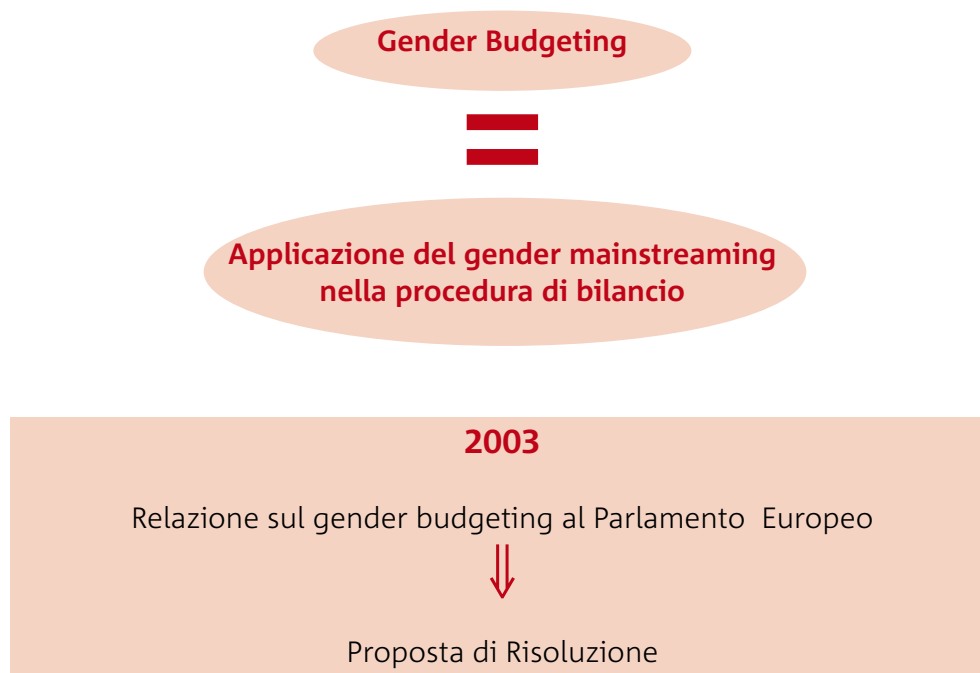 Gender Budgeting
=
Applicazione del gender mainstreaming
nella procedura di bilancio
2003
Relazione sul gender budgeting al Parlamento Europeo
⇓
Proposta di Risoluzione